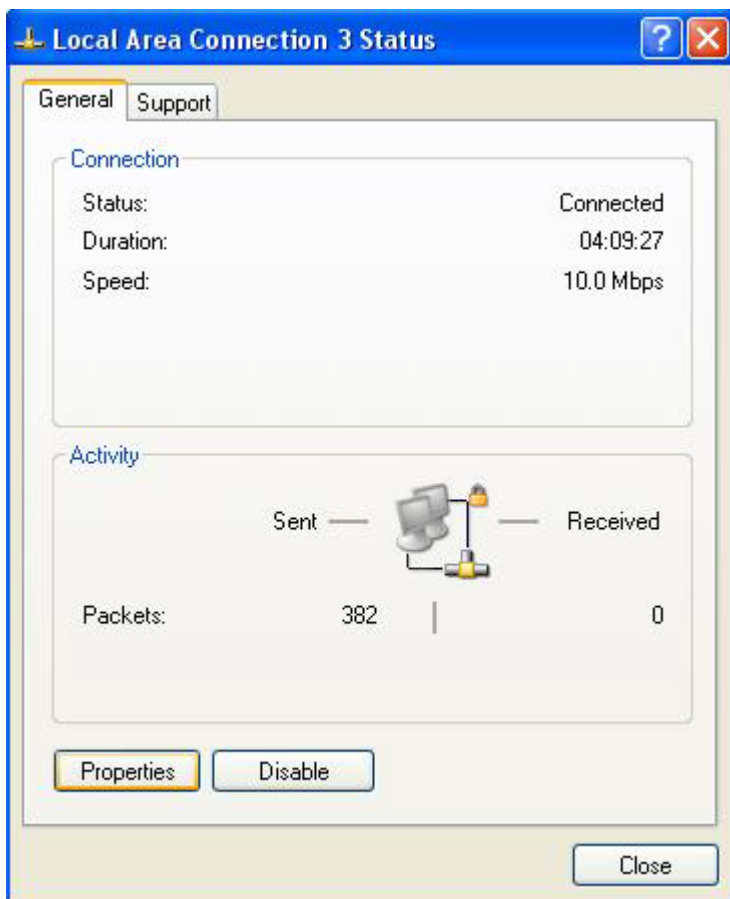 Local Area Connection 3 Status
General Support
Connection
Status: Connected
Duration: 04:09:27
Speed: 10.0 Mbps
Activity
Sent Received
Packets: 382 0
Properties Disable
Close